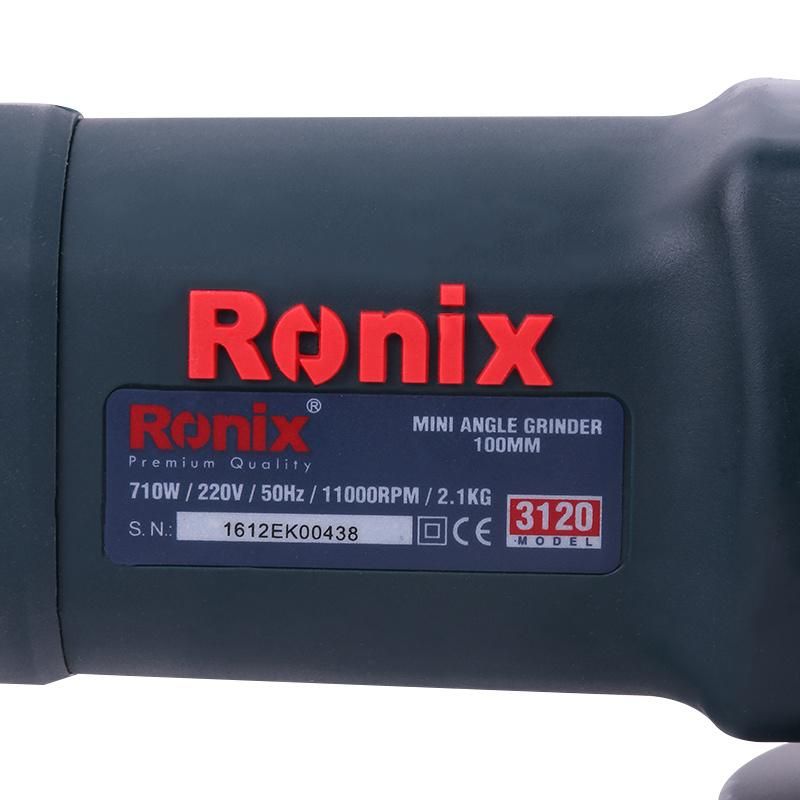 Ronix
Ronix®
Premium Quality
MINI ANGLE GRINDER
100MM
710W / 220V / 50Hz / 11000RPM / 2.1KG
S.N.: 1612EK00438
CE
3120
MODEL